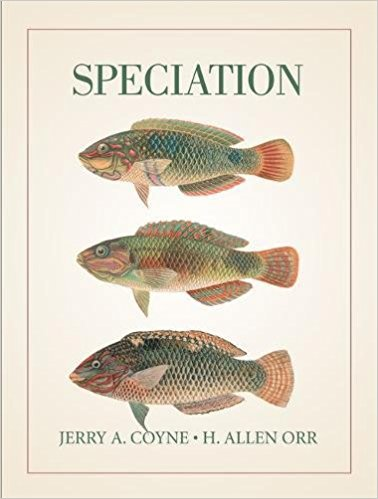 SPECIATION
JERRY A. COYNE • H. ALLEN ORR